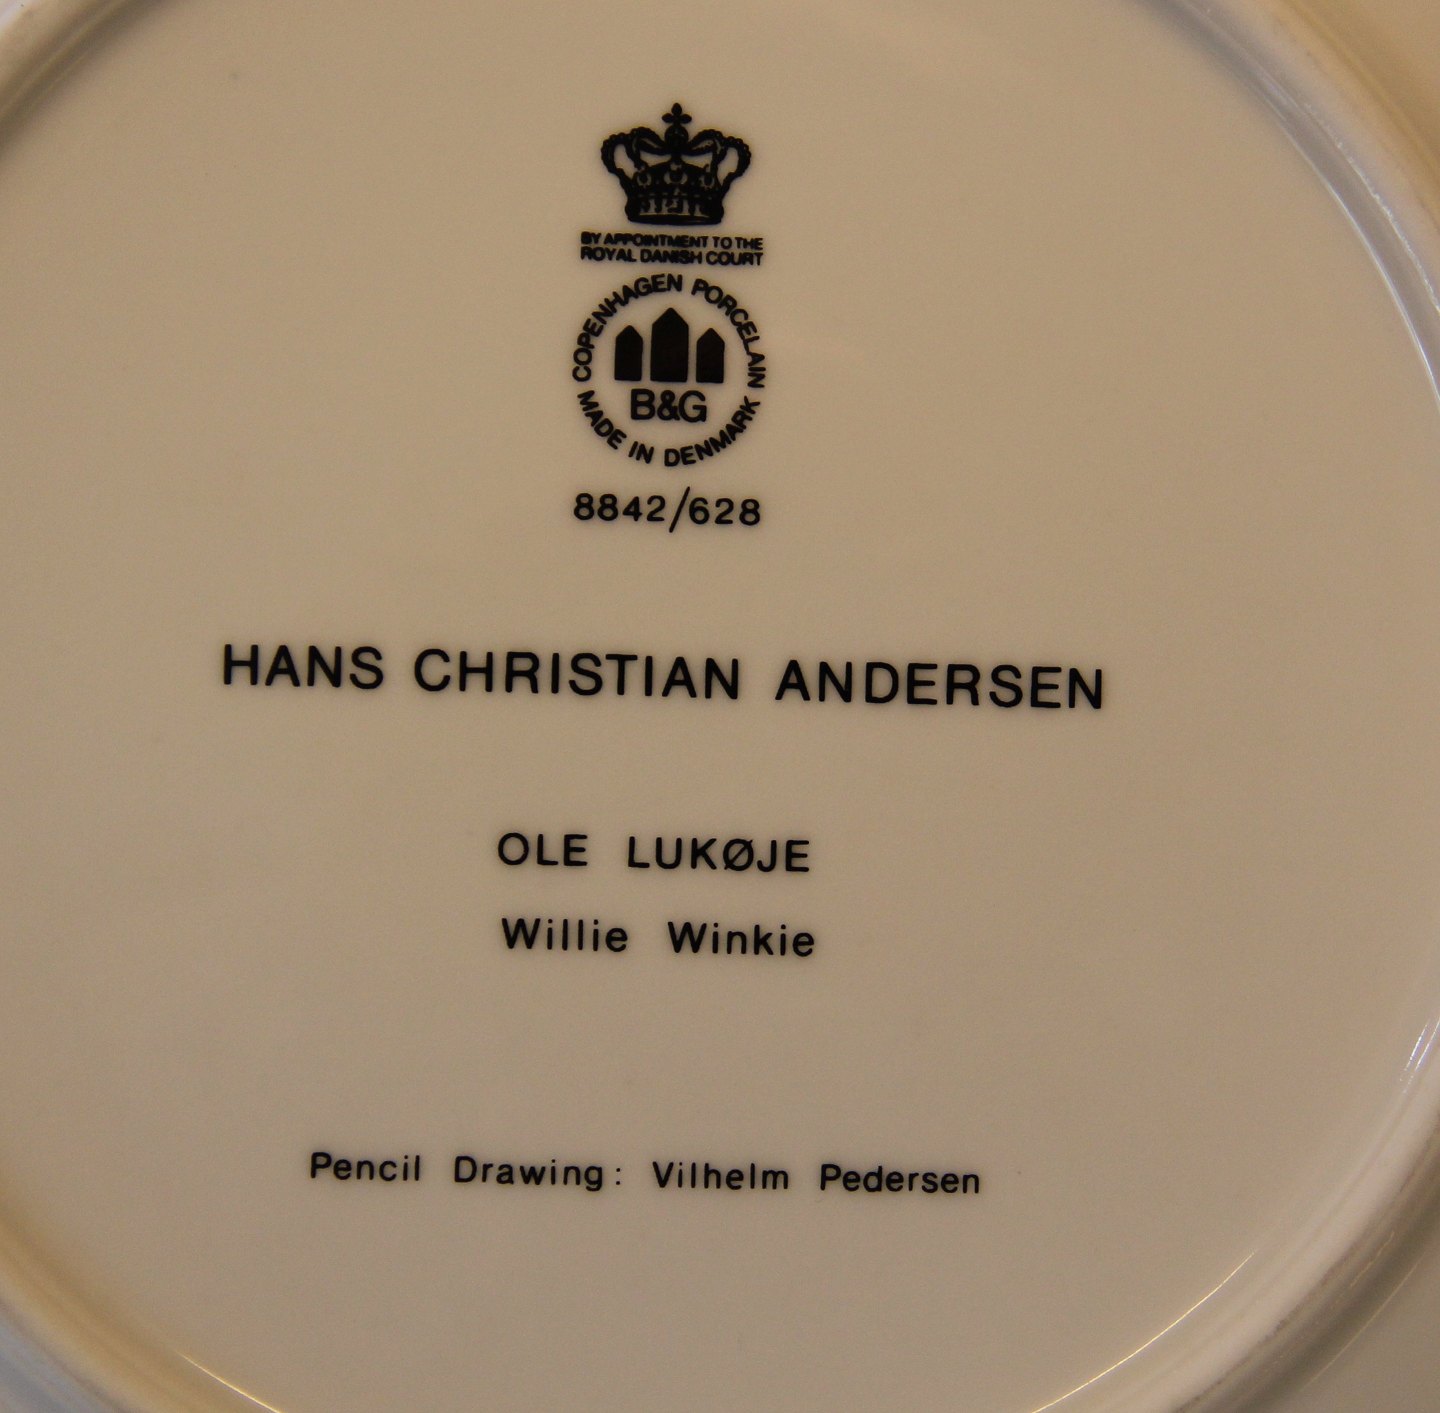 BY APPOINTMENT TO THE
ROYAL DANISH COURT
COPENHAGEN PORCELAIN
B&G
MADE IN DENMARK
8842/628
HANS CHRISTIAN ANDERSEN
OLE LUKØJE
Willie Winkie
Pencil Drawing: Vilhelm Pedersen